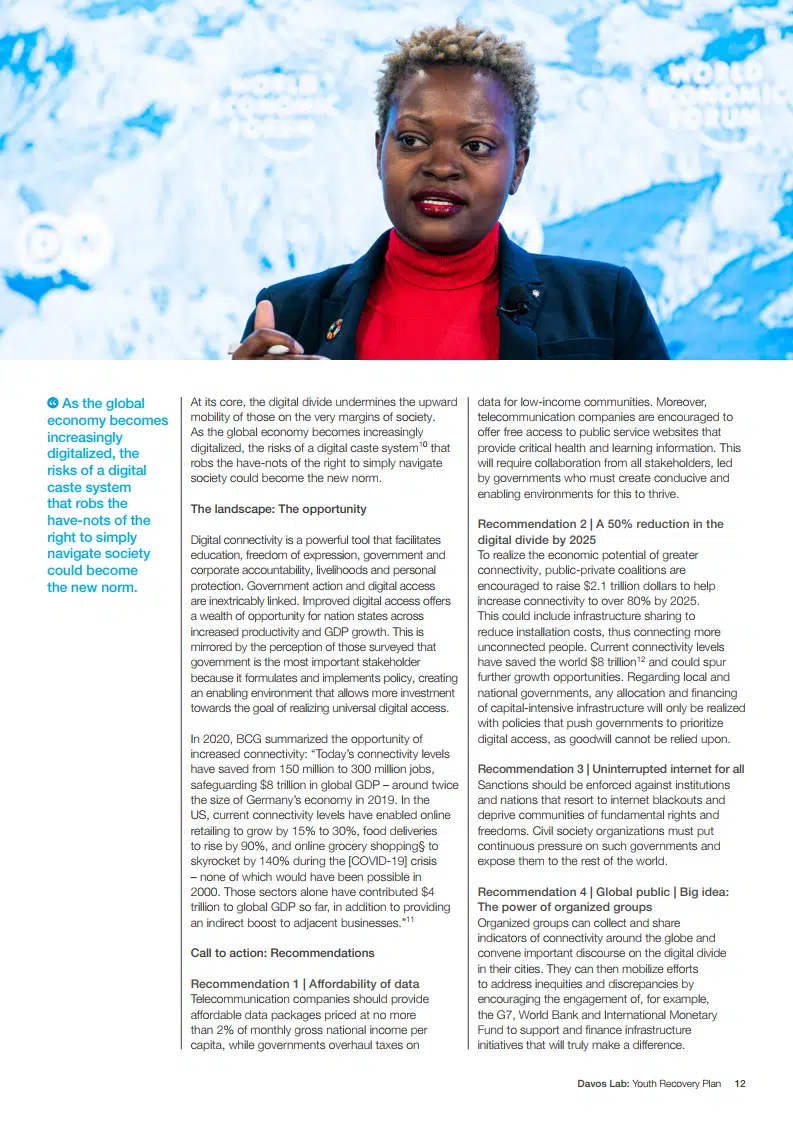 WORLD
ECONOMIC
FORUM
WORLD
ECONOMIC
FORUM
DW
As the global
economy becomes
increasingly
digitalized, the
risks of a digital
caste system
that robs the
have-nots of the
right to simply
navigate society
could become
the new norm.
At its core, the digital divide undermines the upward
mobility of those on the very margins of society.
As the global economy becomes increasingly
digitalized, the risks of a digital caste system10 that
robs the have-nots of the right to simply navigate
society could become the new norm.
The landscape: The opportunity
Digital connectivity is a powerful tool that facilitates
education, freedom of expression, government and
corporate accountability, livelihoods and personal
protection. Government action and digital access
are inextricably linked. Improved digital access offers
a wealth of opportunity for nation states across
increased productivity and GDP growth. This is
mirrored by the perception of those surveyed that
government is the most important stakeholder
because it formulates and implements policy, creating
an enabling environment that allows more investment
towards the goal of realizing universal digital access.
In 2020, BCG summarized the opportunity of
increased connectivity: “Today’s connectivity levels
have saved from 150 million to 300 million jobs,
safeguarding $8 trillion in global GDP – around twice
the size of Germany’s economy in 2019. In the
US, current connectivity levels have enabled online
retailing to grow by 15% to 30%, food deliveries
to rise by 90%, and online grocery shopping§ to
skyrocket by 140% during the [COVID-19] crisis
– none of which would have been possible in
2000. Those sectors alone have contributed $4
trillion to global GDP so far, in addition to providing
an indirect boost to adjacent businesses."11
Call to action: Recommendations
Recommendation 1 | Affordability of data
Telecommunication companies should provide
affordable data packages priced at no more
than 2% of monthly gross national income per
capita, while governments overhaul taxes on
data for low-income communities. Moreover,
telecommunication companies are encouraged to
offer free access to public service websites that
provide critical health and learning information. This
will require collaboration from all stakeholders, led
by governments who must create conducive and
enabling environments for this to thrive.
Recommendation 2 | A 50% reduction in the
digital divide by 2025
To realize the economic potential of greater
connectivity, public-private coalitions are
encouraged to raise $2.1 trillion dollars to help
increase connectivity to over 80% by 2025.
This could include infrastructure sharing to
reduce installation costs, thus connecting more
unconnected people. Current connectivity levels
have saved the world $8 trillion12 and could spur
further growth opportunities. Regarding local and
national governments, any allocation and financing
of capital-intensive infrastructure will only be realized
with policies that push governments to prioritize
digital access, as goodwill cannot be relied upon.
Recommendation 3 | Uninterrupted internet for all
Sanctions should be enforced against institutions
and nations that resort to internet blackouts and
deprive communities of fundamental rights and
freedoms. Civil society organizations must put
continuous pressure on such governments and
expose them to the rest of the world.
Recommendation 4 | Global public | Big idea:
The power of organized groups
Organized groups can collect and share
indicators of connectivity around the globe and
convene important discourse on the digital divide
in their cities. They can then mobilize efforts
to address inequities and discrepancies by
encouraging the engagement of, for example,
the G7, World Bank and International Monetary
Fund to support and finance infrastructure
initiatives that will truly make a difference.
Davos Lab: Youth Recovery Plan 12